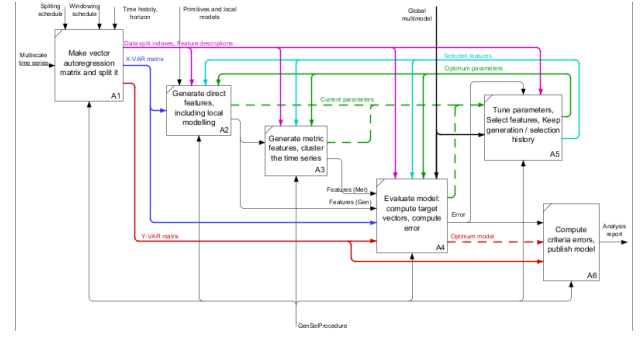 Spliting
schedule
Windowing
schedule
Time history,
horizon
Primitives and local
models
Global
multimodel
Multiscale
time series
Make vector
autoregression
matrix and split it
A1
Data split indexes, Feature descriptions
X-VAR matrix
Selected features
Optimum parameters
Generate direct
features,
including local
modelling
A2
Current parameters
Tune parameters,
Select features, Keep
generation / selection
history
A5
Generate metric
features, cluster
the time series
A3
Features (Met)
Features (Gen)
Evaluate model:
compute target
vectors, compute
error
A4
Error
Y-VAR matrix
Optimum model
Compute
criteria errors,
publish model
A6
Analysis
report
GenSelProcedure